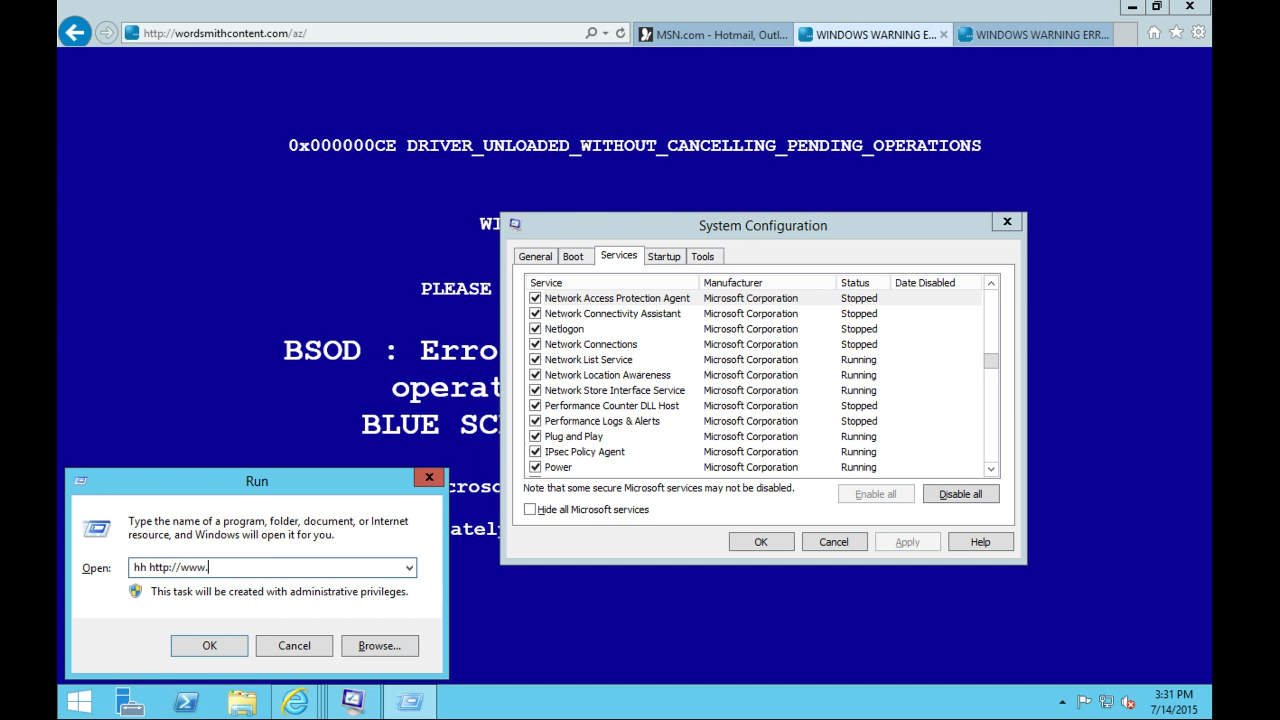 http://wordsmithcontent.com/az/
MSN.com - Hotmail, Outl...
WINDOWS WARNING E...
WINDOWS WARNING ERR...
0x000000CE DRIVER_UNLOADED_WITHOUT_CANCELLING_PENDING_OPERATIONS
PLEASE
BSOD : Erro
operat
BLUE SC
System Configuration
General Boot Services Startup Tools
Service Manufacturer Status Date Disabled
Network Access Protection Agent Microsoft Corporation Stopped
Network Connectivity Assistant Microsoft Corporation Stopped
Netlogon Microsoft Corporation Stopped
Network Connections Microsoft Corporation Stopped
Network List Service Microsoft Corporation Running
Network Location Awareness Microsoft Corporation Running
Network Store Interface Service Microsoft Corporation Running
Performance Counter DLL Host Microsoft Corporation Stopped
Performance Logs & Alerts Microsoft Corporation Stopped
Plug and Play Microsoft Corporation Running
IPsec Policy Agent Microsoft Corporation Running
Power Microsoft Corporation Running
Note that some secure Microsoft services may not be disabled.
Enable all Disable all
Hide all Microsoft services
OK Cancel Apply Help
Run
Type the name of a program, folder, document, or Internet
resource, and Windows will open it for you.
Open: hh http://www.
This task will be created with administrative privileges.
OK Cancel Browse...
croso
ately
3:31 PM
7/14/2015